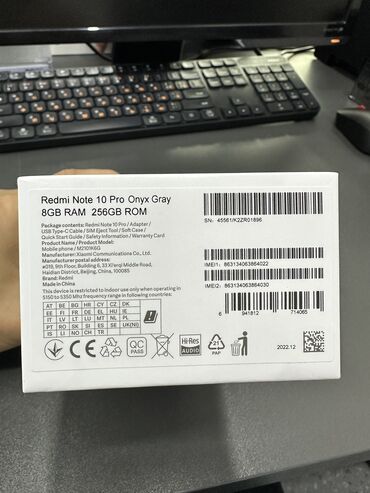 Redmi Note 10 Pro Onyx Gray
8GB RAM 256GB ROM
Package contents: Redmi Note 10 Pro / Adapter /
USB Type-C Cable / SIM Eject Tool / Soft Case /
Quick Start Guide / Safety Information / Warranty Card
Mobile phone / M2101K6G
Manufacturer: Xiaomi Communications Co., Ltd.
#019, 9th Floor, Building 6, 33 Xi'erqi Middle Road,
Haidian District, Beijing, China, 100085
Brand: Redmi
Made in China
This device is restricted to indoor use only when operating in
5150 to 5350 Mhz frequency range in following countries:
AT BE BG HR CY CZ DK
EE FI FR DE EL HU IE
IT LV LT LU MT NL PL
PT RO SK SI ES SE UK(NI)
IS LI NO CH TR
SN: 45561/K2ZR01896
IMEI1: 863134063864022
IMEI2: 863134063864030
6 941812 714065
CE
QC
PASS
Hi-Res
AUDIO
21
PAP
2022.12